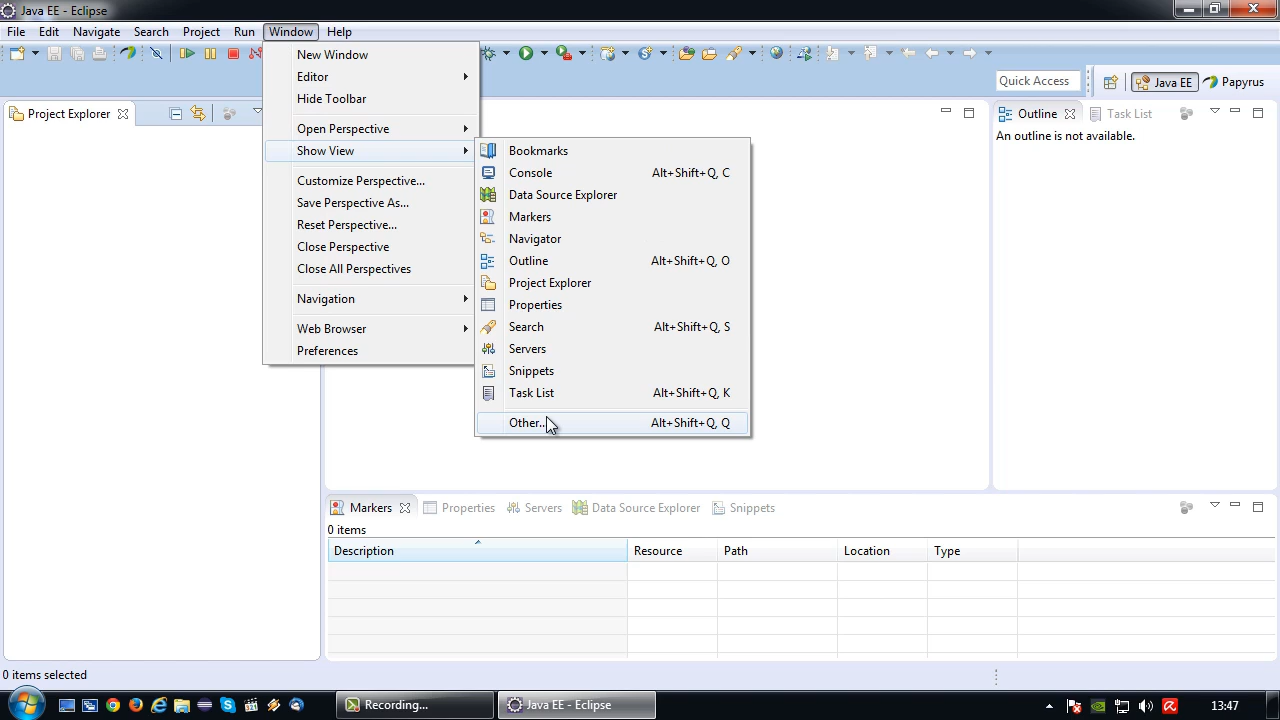 Java EE - Eclipse
File Edit Navigate Search Project Run Window Help
Quick Access
Java EE
Papyrus
Project Explorer
New Window
Editor
Hide Toolbar
Open Perspective
Show View
Customize Perspective...
Save Perspective As...
Reset Perspective...
Close Perspective
Close All Perspectives
Navigation
Web Browser
Preferences
Bookmarks
Console Alt+Shift+Q, C
Data Source Explorer
Markers
Navigator
Outline Alt+Shift+Q, O
Project Explorer
Properties
Search Alt+Shift+Q, S
Servers
Snippets
Task List Alt+Shift+Q, K
Other... Alt+Shift+Q, Q
Outline Task List
An outline is not available.
Markers Properties Servers Data Source Explorer Snippets
0 items
Description Resource Path Location Type
0 items selected
Recording... Java EE - Eclipse 13:47